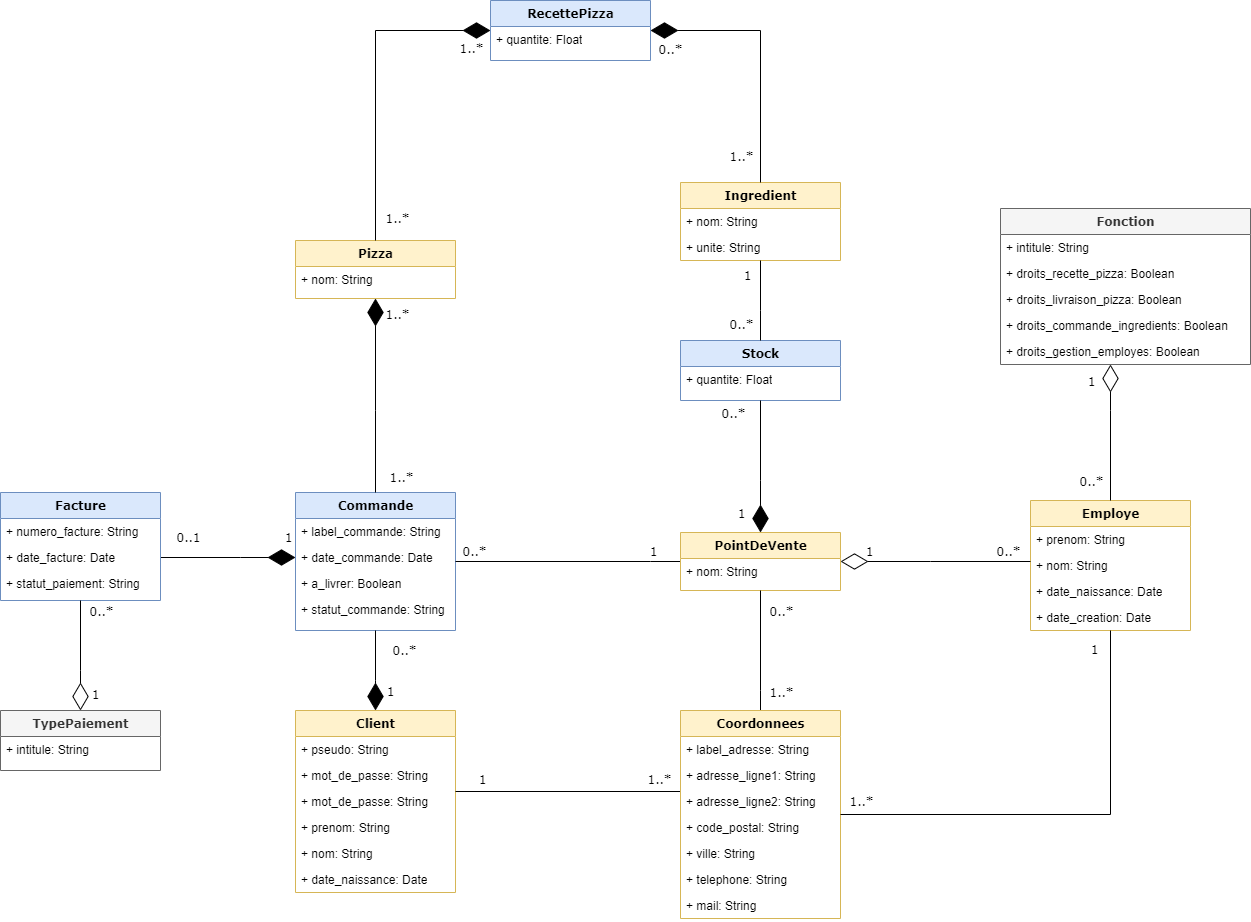 RecettePizza
+ quantite: Float
1..*
0..*
1..*
1..*
Ingredient
+ nom: String
+ unite: String
1
0..*
Pizza
+ nom: String
1..*
1..*
Fonction
+ intitule: String
+ droits_recette_pizza: Boolean
+ droits_livraison_pizza: Boolean
+ droits_commande_ingredients: Boolean
+ droits_gestion_employes: Boolean
1
0..*
Stock
+ quantite: Float
0..*
1
Facture
+ numero_facture: String
+ date_facture: Date
+ statut_paiement: String
0..1
1
0..*
1
Commande
+ label_commande: String
+ date_commande: Date
+ a_livrer: Boolean
+ statut_commande: String
0..*
1
0..*
1
PointDeVente
+ nom: String
1
0..*
0..*
1..*
Employe
+ prenom: String
+ nom: String
+ date_naissance: Date
+ date_creation: Date
1
TypePaiement
+ intitule: String
Client
+ pseudo: String
+ mot_de_passe: String
+ mot_de_passe: String
+ prenom: String
+ nom: String
+ date_naissance: Date
1
1..*
Coordonnees
+ label_adresse: String
+ adresse_ligne1: String
+ adresse_ligne2: String
+ code_postal: String
+ ville: String
+ telephone: String
+ mail: String
1..*